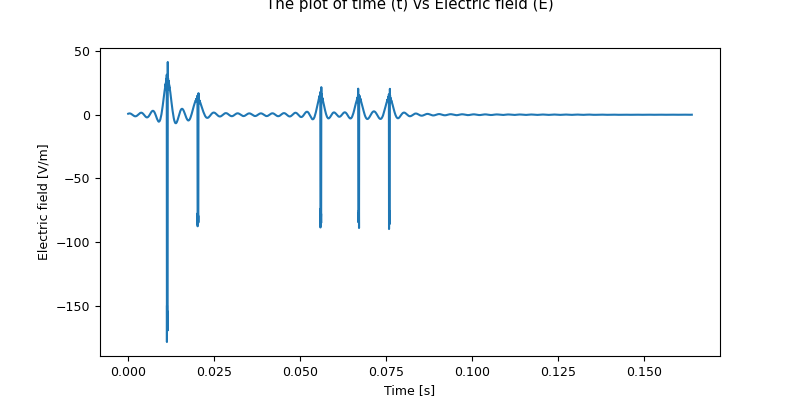 The plot of time (t) vs Electric field (E)
50
0
−50
−100
−150
Electric field [V/m]
0.000 0.025 0.050 0.075 0.100 0.125 0.150
Time [s]